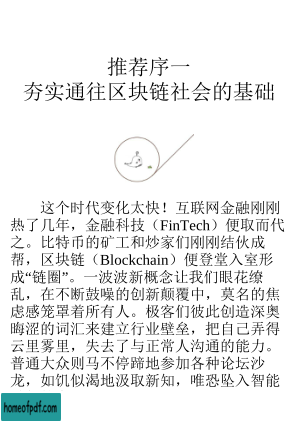 推荐序一
夯实通往区块链社会的基础
这个时代变化太快！互联网金融刚刚
热了几年，金融科技（FinTech）便取而代
之。比特币的矿工和炒家们刚刚结伙成
帮，区块链（Blockchain）便登堂入室形
成“链圈”。一波波新概念让我们眼花缭
乱，在不断鼓噪的创新颠覆中，莫名的焦
虑感笼罩着所有人。极客们彼此创造深奥
晦涩的词汇来建立行业壁垒，把自己弄得
云里雾里，失去了与正常人沟通的能力。
普通大众则马不停蹄地参加各种论坛沙
龙，如饥似渴地汲取新知，唯恐坠入智能
homeofpdf.com